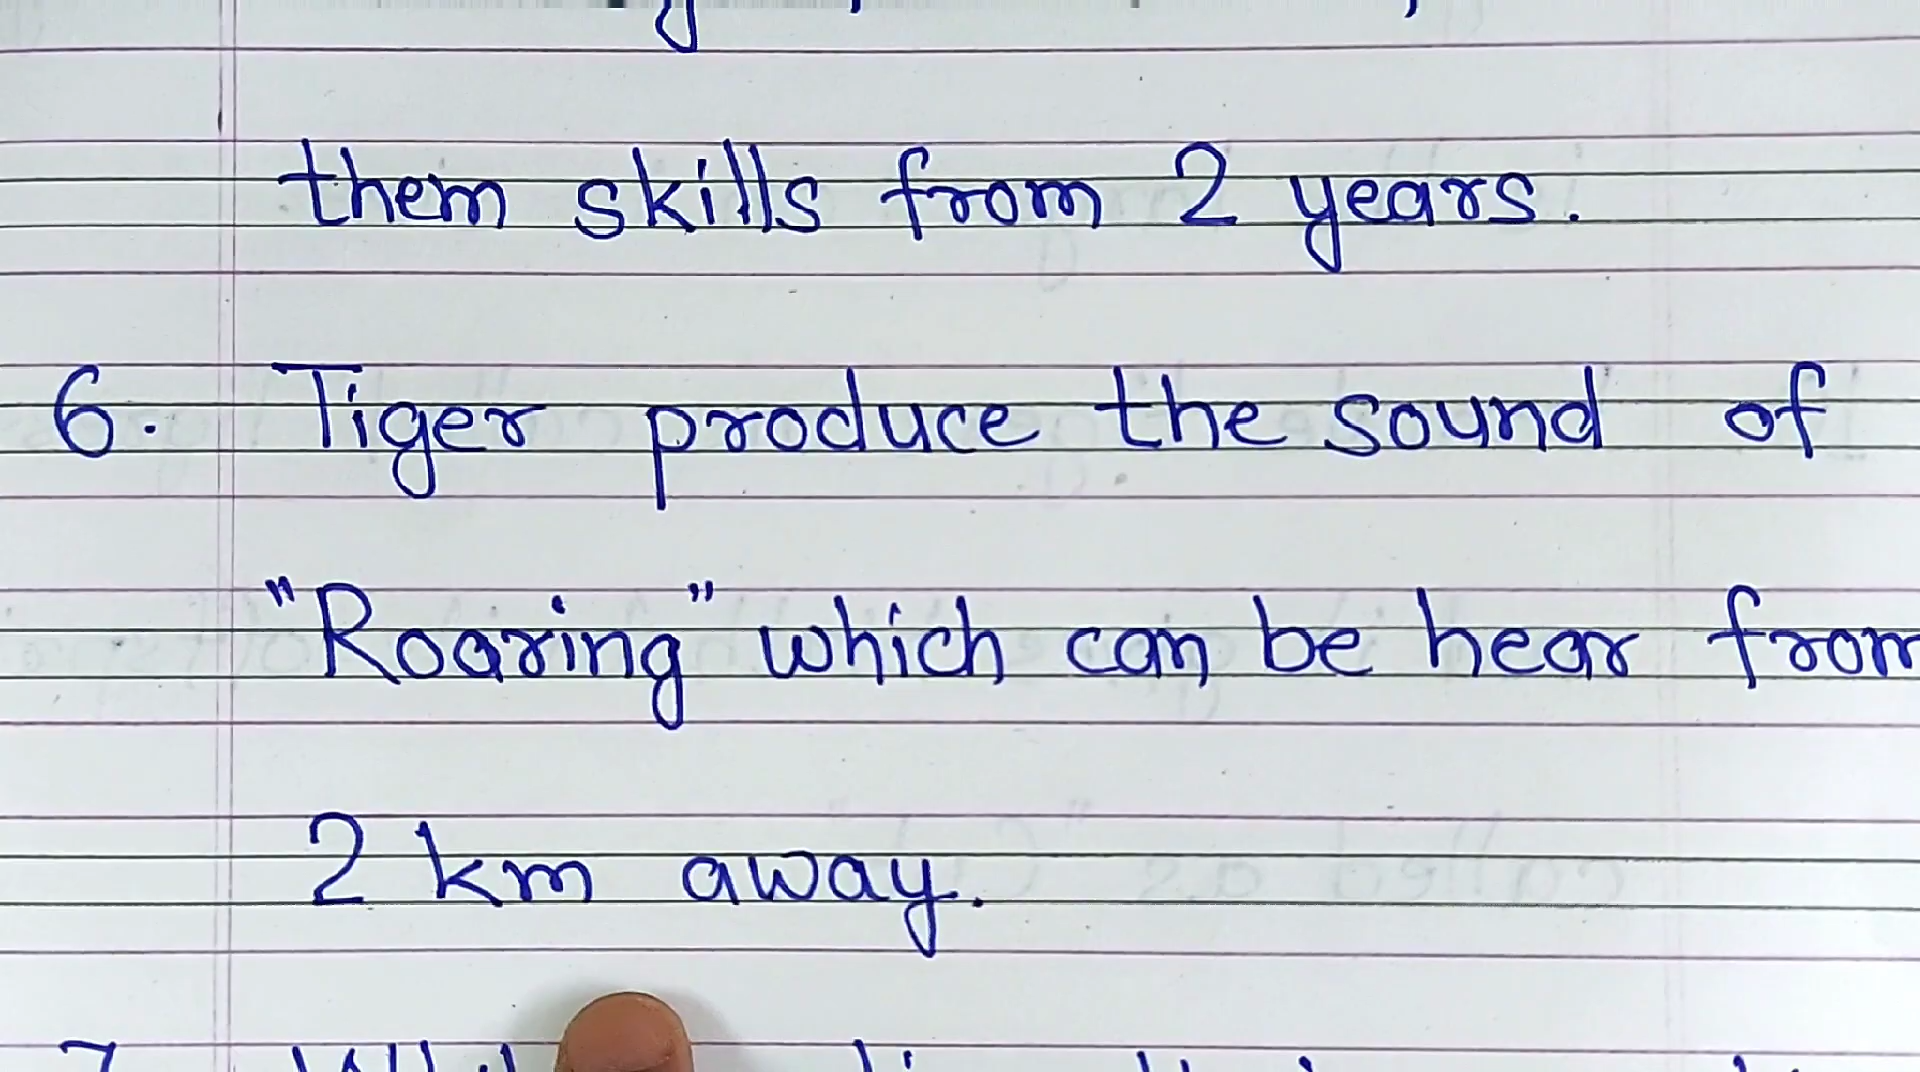 them skills from 2 years.
6. Tiger produce the sound of
"Roaring" which can be hear from
2 km away.
7.